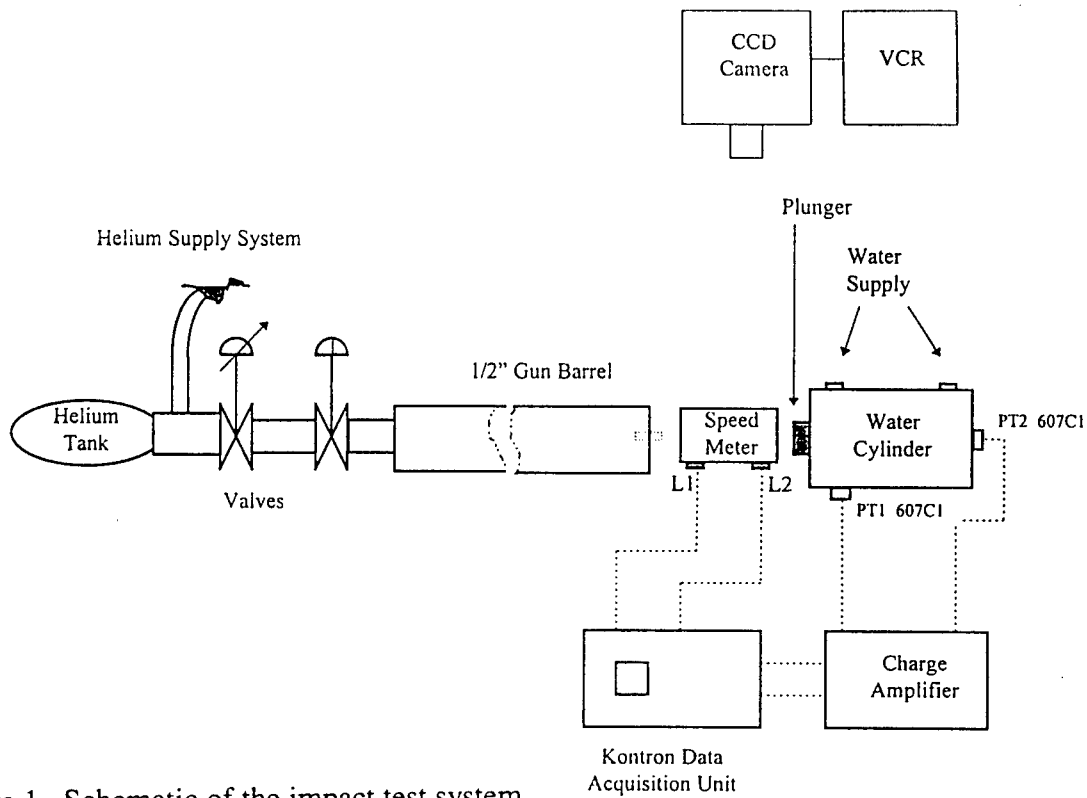 CCD
Camera
VCR
Plunger
Helium Supply System
Water
Supply
1/2" Gun Barrel
Helium
Tank
Speed
Meter
Water
Cylinder
PT2 607C1
L1
L2
Valves
PT1 607C1
Charge
Amplifier
Kontron Data
Acquisition Unit
1. Schematic of the impact test system